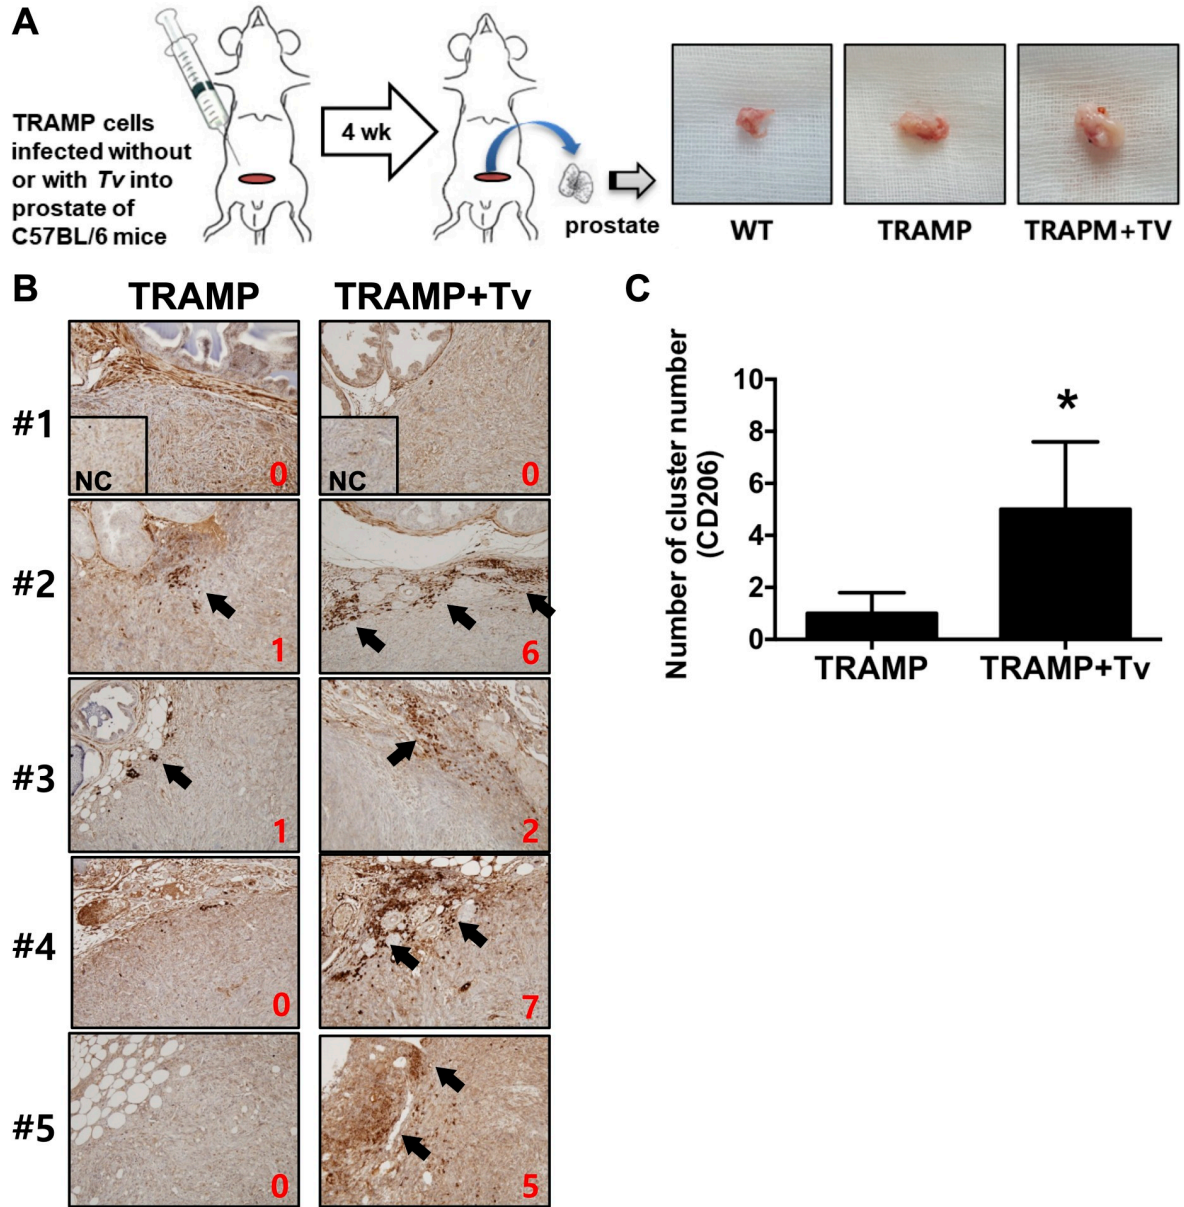 A
TRAMP cells
infected without
or with Tv into
prostate of
C57BL/6 mice
4 wk
prostate
WT
TRAMP
TRAPM+TV
B
TRAMP
TRAMP+Tv
#1
NC
0
NC
0
#2
1
6
#3
1
2
#4
0
7
#5
0
5
C
Number of cluster number
(CD206)
10
8
6
4
2
0
*
TRAMP
TRAMP+Tv